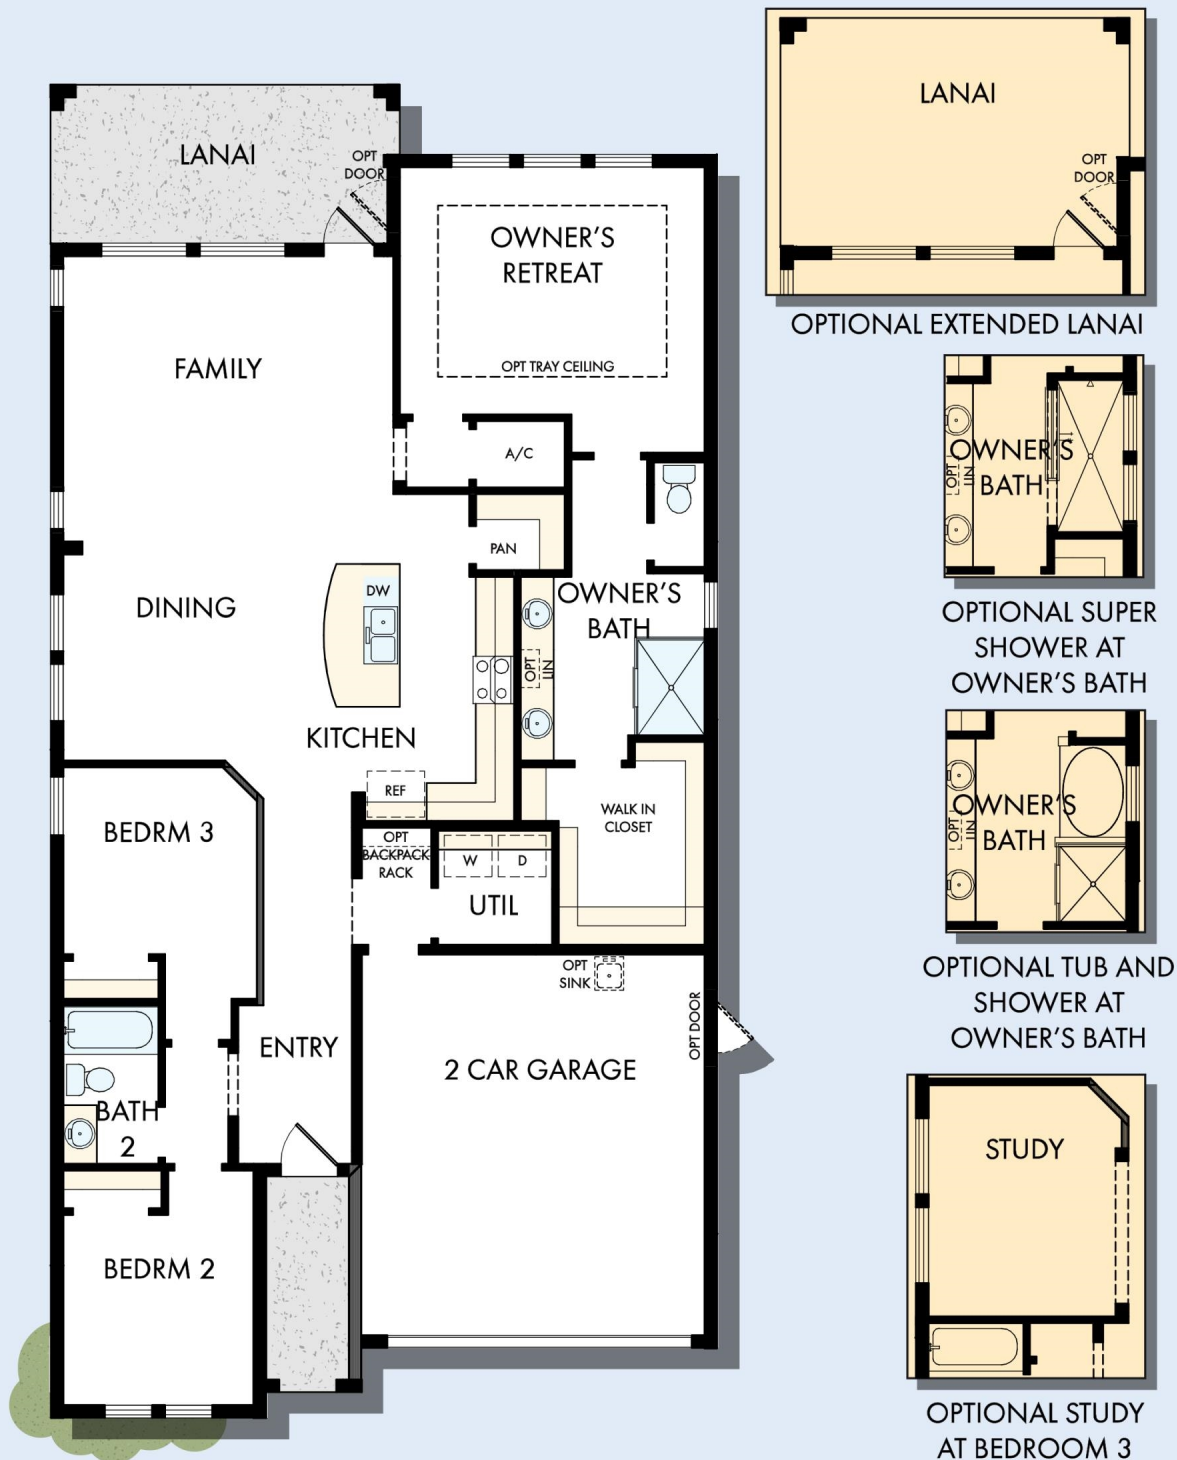 LANAI
OPT
DOOR
OWNER'S
RETREAT
OPT TRAY CEILING
FAMILY
A/C
PAN
DINING
DW
OWNER'S
BATH
OPT
LIN
KITCHEN
REF
WALK IN
CLOSET
BEDRM 3
OPT
BACKPACK
RACK
W
D
UTIL
OPT
SINK
OPT DOOR
ENTRY
2 CAR GARAGE
BATH
2
BEDRM 2
LANAI
OPT
DOOR
OPTIONAL EXTENDED LANAI
OWNER'S
BATH
OPT
LIN
OPTIONAL SUPER
SHOWER AT
OWNER'S BATH
OWNER'S
BATH
OPT
LIN
OPTIONAL TUB AND
SHOWER AT
OWNER'S BATH
STUDY
OPTIONAL STUDY
AT BEDROOM 3